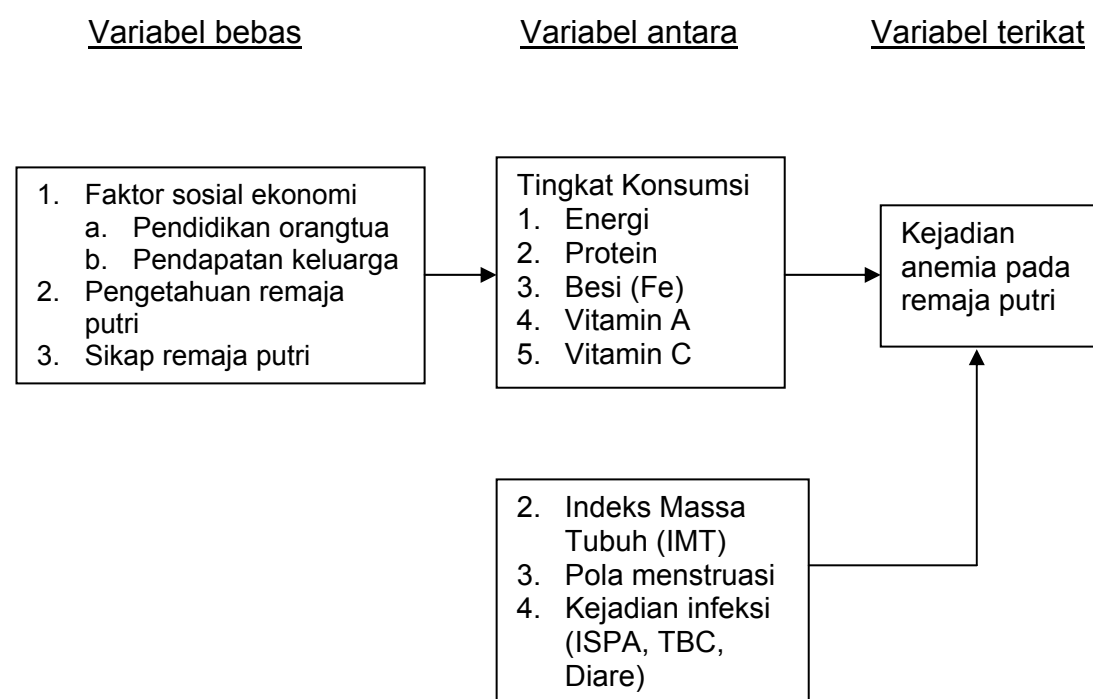 Variabel bebas
Variabel antara
Variabel terikat
1. Faktor sosial ekonomi
a. Pendidikan orangtua
b. Pendapatan keluarga
2. Pengetahuan remaja
putri
3. Sikap remaja putri
Tingkat Konsumsi
1. Energi
2. Protein
3. Besi (Fe)
4. Vitamin A
5. Vitamin C
Kejadian
anemia pada
remaja putri
2. Indeks Massa
Tubuh (IMT)
3. Pola menstruasi
4. Kejadian infeksi
(ISPA, TBC,
Diare)